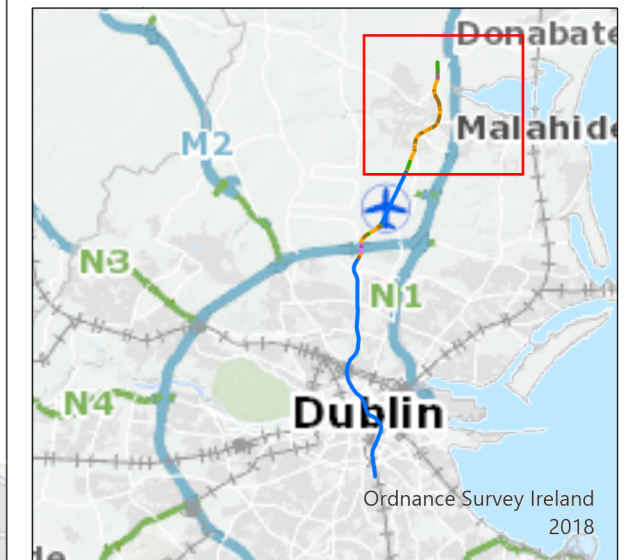 Donabate
Malahide
M2
N3
N1
N4
Dublin
Ordnance Survey Ireland
2018